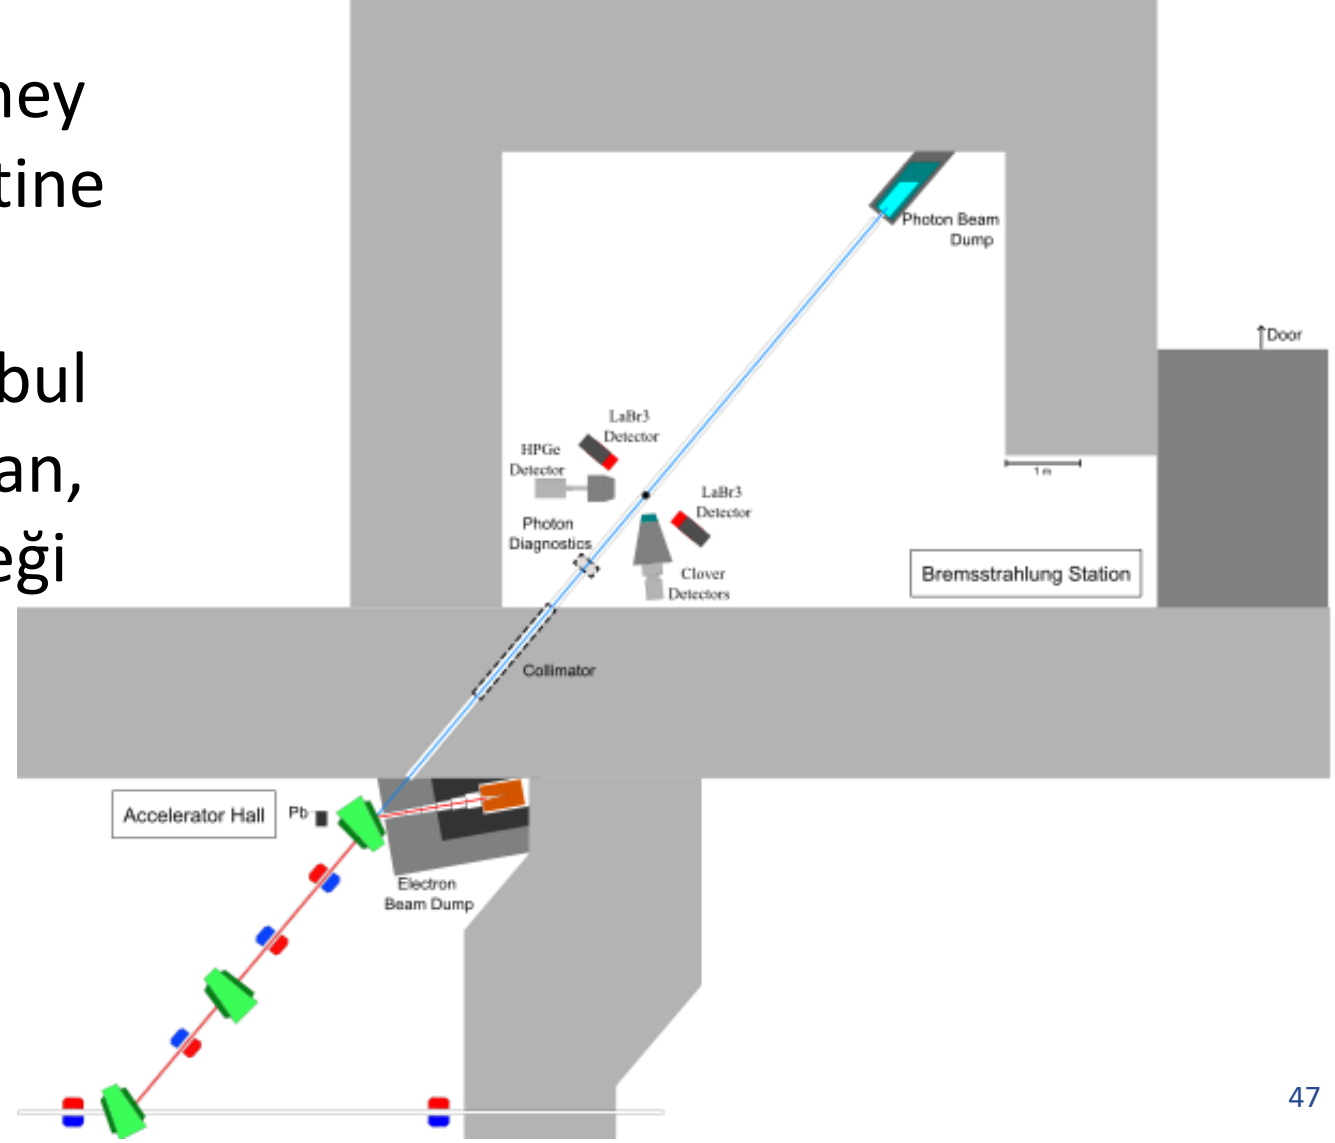 ney
tine
bul
an,
eği
Photon Beam
Dump
Door
LaBr3
Detector
HPGe
Detector
1 m
LaBr3
Detector
Photon
Diagnostics
Clover
Detectors
Bremsstrahlung Station
Collimator
Accelerator Hall
Pb
Electron
Beam Dump
47